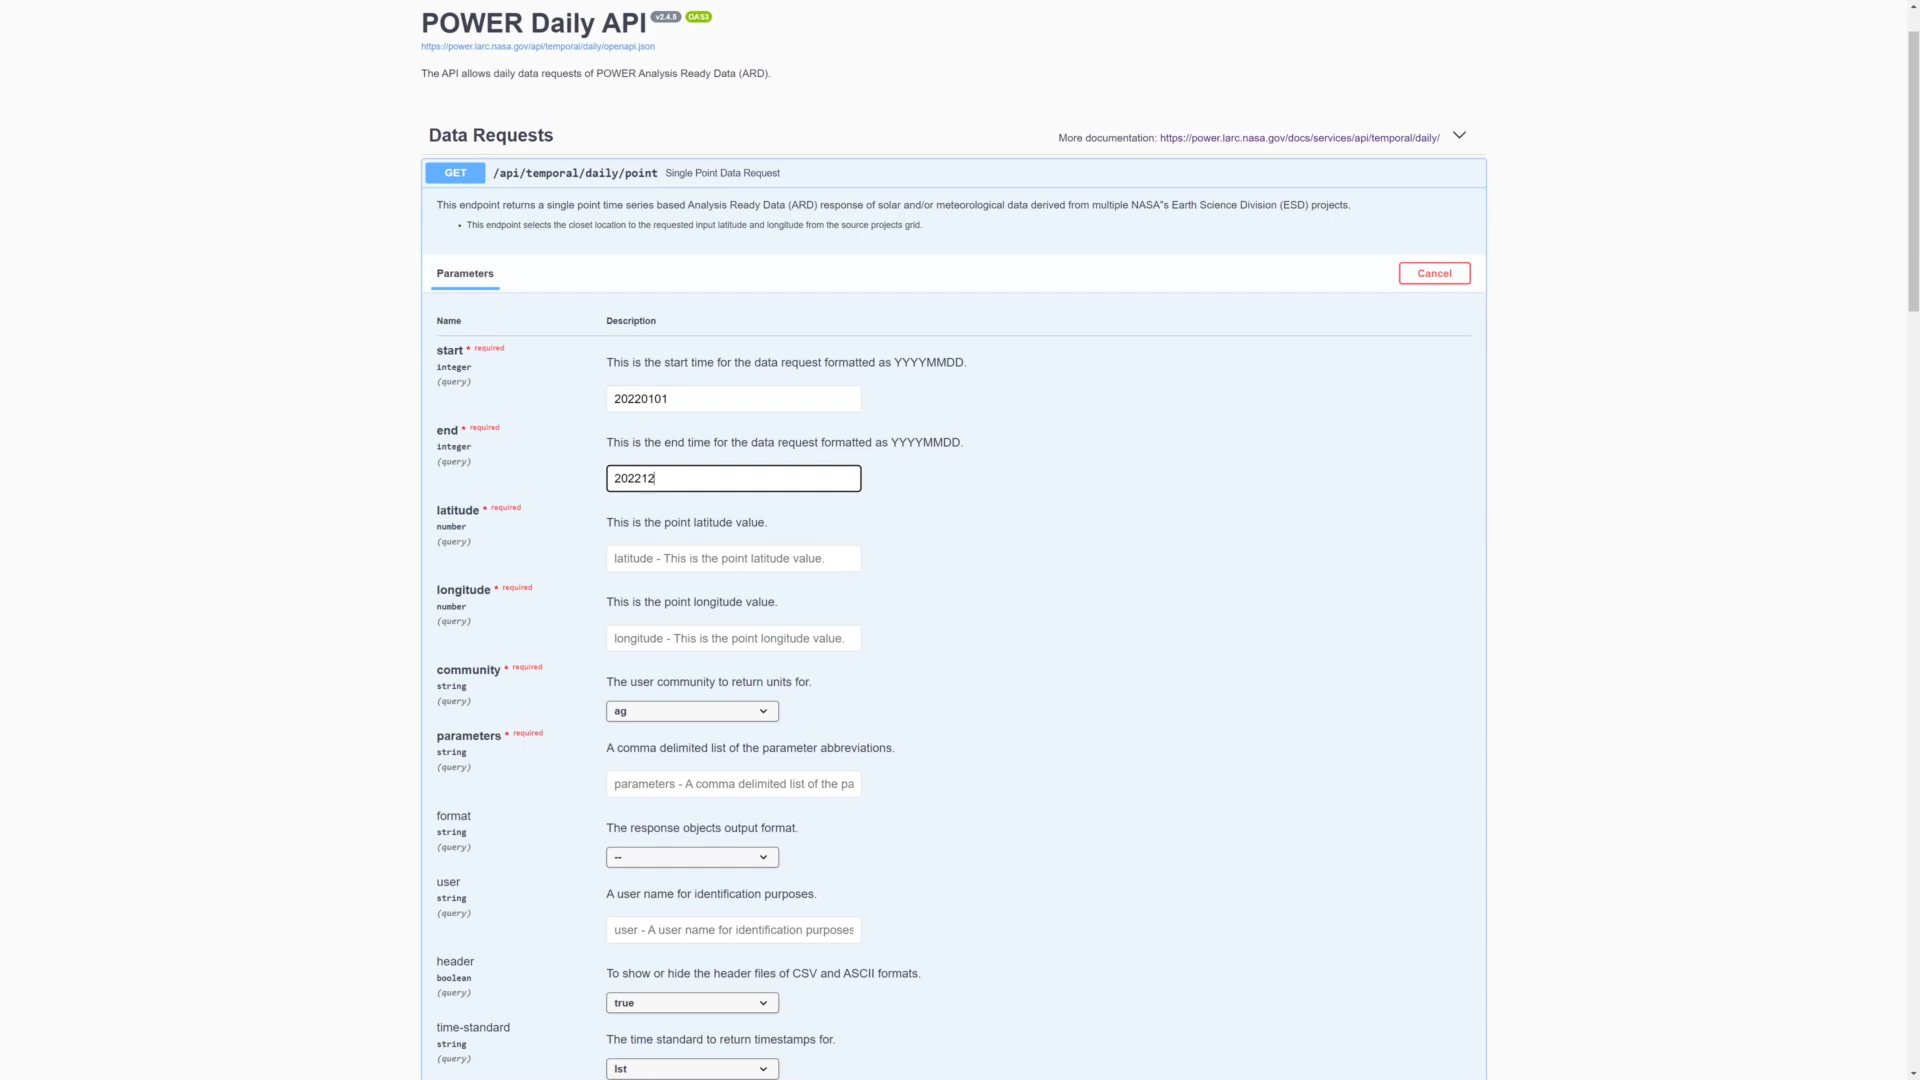 POWER Daily API v2.4.5 OAS3
https://power.larc.nasa.gov/api/temporal/daily/openapi.json
The API allows daily data requests of POWER Analysis Ready Data (ARD).
Data Requests
More documentation: https://power.larc.nasa.gov/docs/services/api/temporal/daily/
GET /api/temporal/daily/point Single Point Data Request
This endpoint returns a single point time series based Analysis Ready Data (ARD) response of solar and/or meteorological data derived from multiple NASA"s Earth Science Division (ESD) projects.
• This endpoint selects the closet location to the requested input latitude and longitude from the source projects grid.
Parameters
Cancel
Name Description
start * required
integer
(query)
This is the start time for the data request formatted as YYYYMMDD.
20220101
end * required
integer
(query)
This is the end time for the data request formatted as YYYYMMDD.
202212
latitude * required
number
(query)
This is the point latitude value.
latitude - This is the point latitude value.
longitude * required
number
(query)
This is the point longitude value.
longitude - This is the point longitude value.
community * required
string
(query)
The user community to return units for.
ag
parameters * required
string
(query)
A comma delimited list of the parameter abbreviations.
parameters - A comma delimited list of the pa
format
string
(query)
The response objects output format.
--
user
string
(query)
A user name for identification purposes.
user - A user name for identification purposes
header
boolean
(query)
To show or hide the header files of CSV and ASCII formats.
true
time-standard
string
(query)
The time standard to return timestamps for.
lst